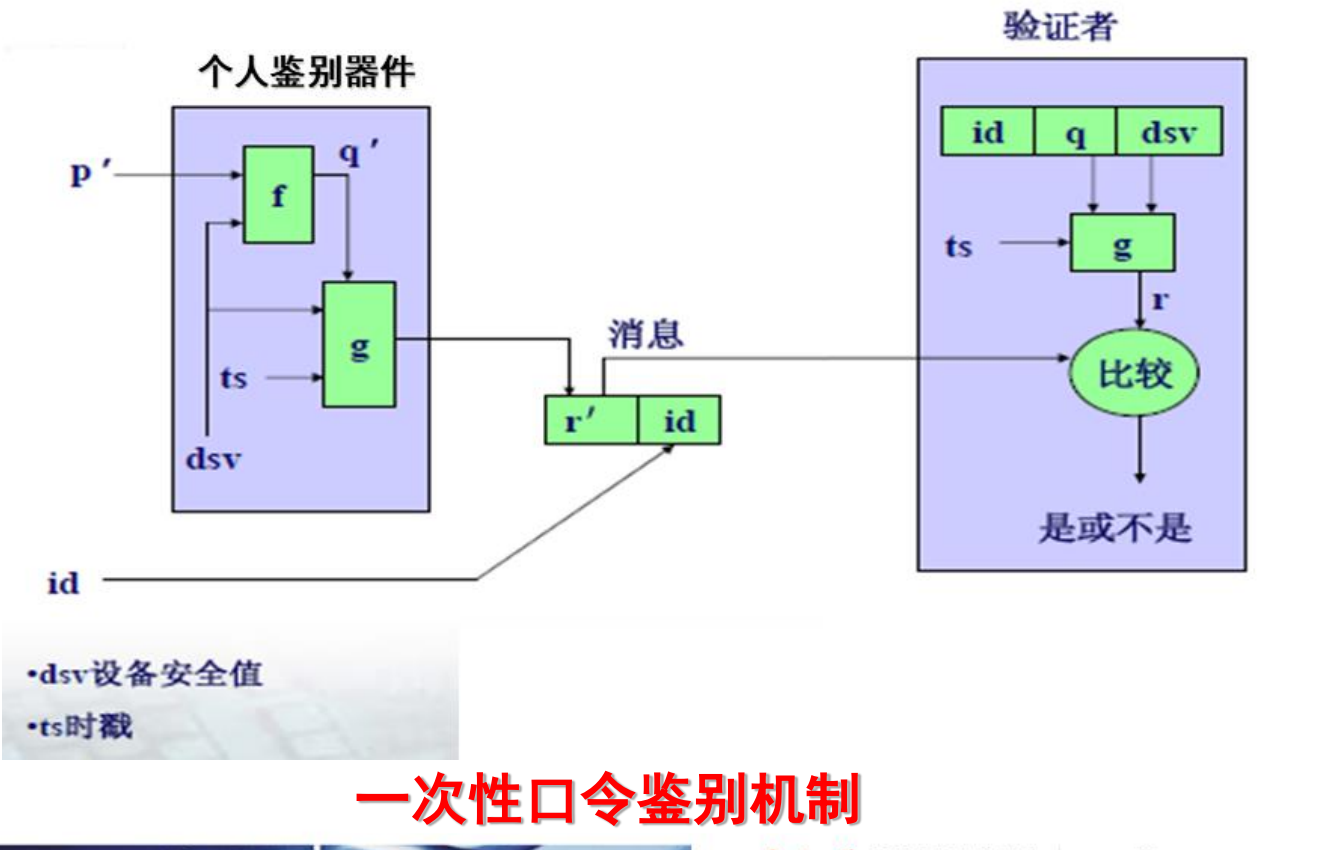 验证者
个人鉴别器件
id q dsv
p′
q′
f
ts
g
r
g
消息
比较
ts
r′ id
dsv
是或不是
id
•dsv设备安全值
•ts时戳
一次性口令鉴别机制